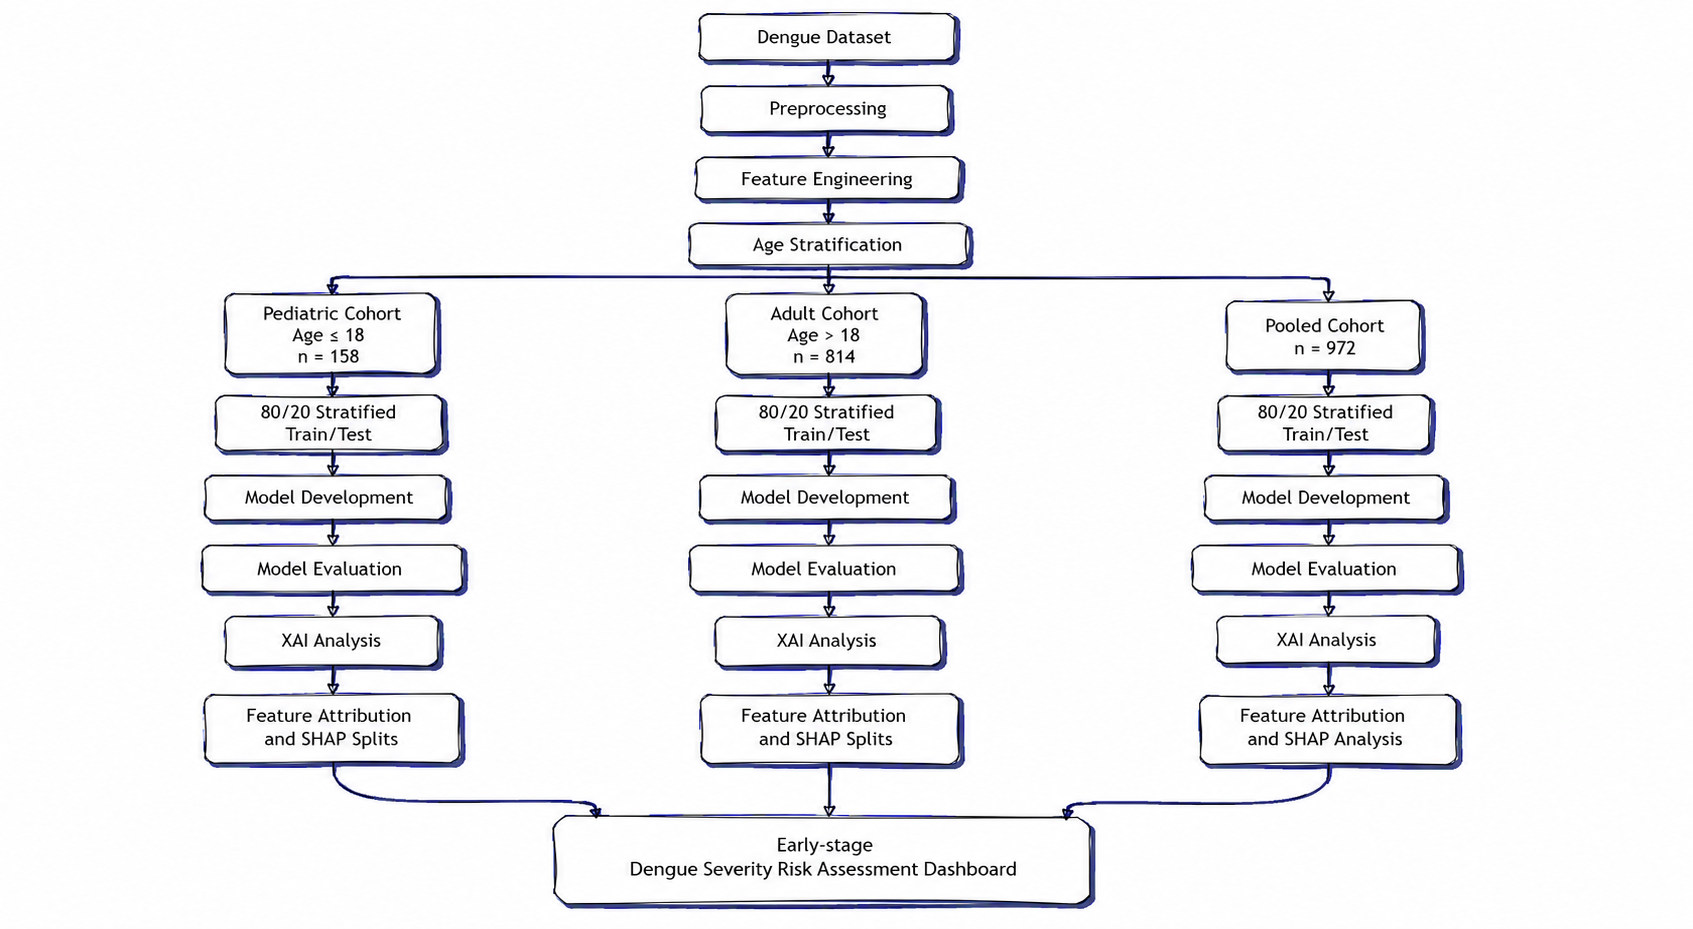 Dengue Dataset
Preprocessing
Feature Engineering
Age Stratification
Pediatric Cohort
Age ≤ 18
n = 158
80/20 Stratified
Train/Test
Model Development
Model Evaluation
XAI Analysis
Feature Attribution
and SHAP Splits
Adult Cohort
Age > 18
n = 814
80/20 Stratified
Train/Test
Model Development
Model Evaluation
XAI Analysis
Feature Attribution
and SHAP Splits
Pooled Cohort
n = 972
80/20 Stratified
Train/Test
Model Development
Model Evaluation
XAI Analysis
Feature Attribution
and SHAP Analysis
Early-stage
Dengue Severity Risk Assessment Dashboard